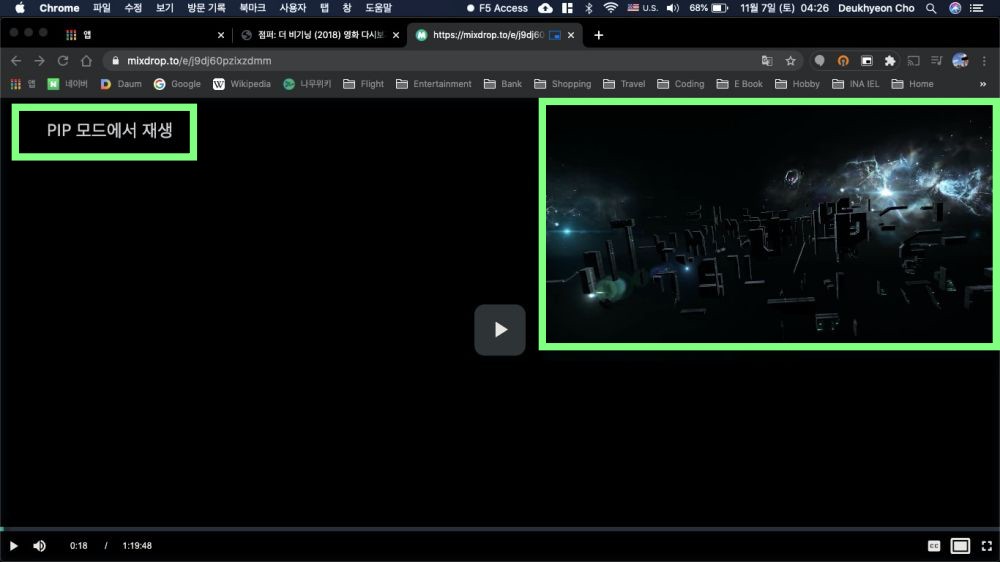 Chrome 파일 수정 보기 방문 기록 북마크 사용자 탭 창 도움말 F5 Access U.S. 68% 11월 7일 (토) 04:26 Deukhyeon Cho
앱 점퍼: 더 비기닝 (2018) 영화 다시보 https://mixdrop.to/e/j9dj60
mixdrop.to/e/j9dj60pzixzdmm
앱 네이버 Daum Google Wikipedia 나무위키 Flight Entertainment Bank Shopping Travel Coding E Book Hobby INA IEL Home »
PIP 모드에서 재생
0:18 / 1:19:48 CC